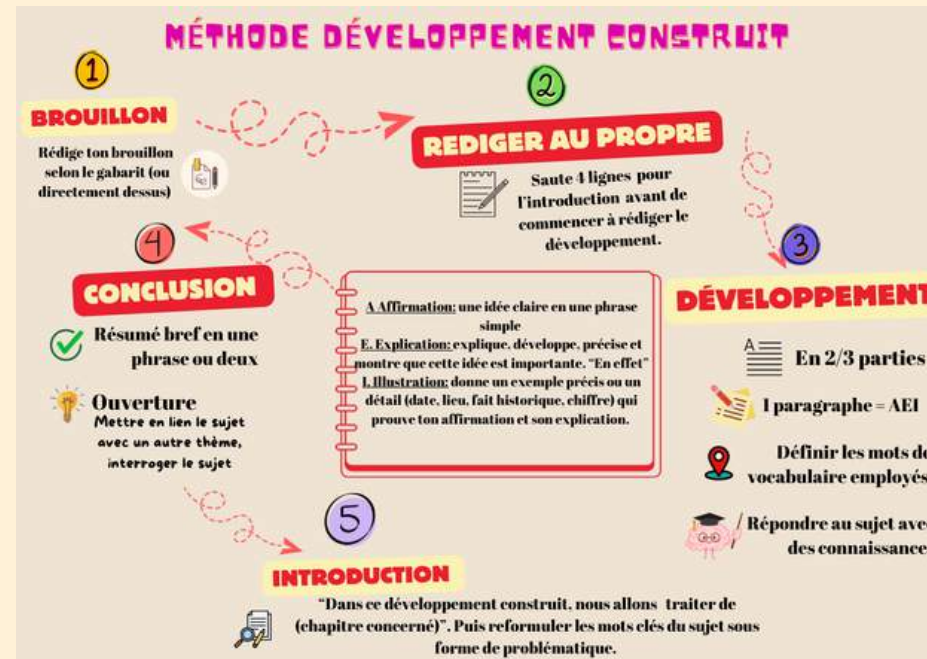 MÉTHODE DÉVELOPPEMENT CONSTRUIT
1
BROUILLON
Rédige ton brouillon
selon le gabarit (ou
directement dessus)
2
REDIGER AU PROPRE
Saute 4 lignes pour
l'introduction avant de
commencer à rédiger le
développement.
3
DÉVELOPPEMENT
En 2/3 parties
1 paragraphe = AEI
Définir les mots de
vocabulaire employés
Répondre au sujet avec
des connaissance
A Affirmation: une idée claire en une phrase
simple
E. Explication: explique, développe, précise et
montre que cette idée est importante. "En effet"
I. Illustration: donne un exemple précis ou un
détail (date, lieu, fait historique, chiffre) qui
prouve ton affirmation et son explication.
4
CONCLUSION
Résumé bref en une
phrase ou deux
Ouverture
Mettre en lien le sujet
avec un autre thème,
interroger le sujet
5
INTRODUCTION
"Dans ce développement construit, nous allons traiter de
(chapitre concerné)". Puis reformuler les mots clés du sujet sous
forme de problématique.